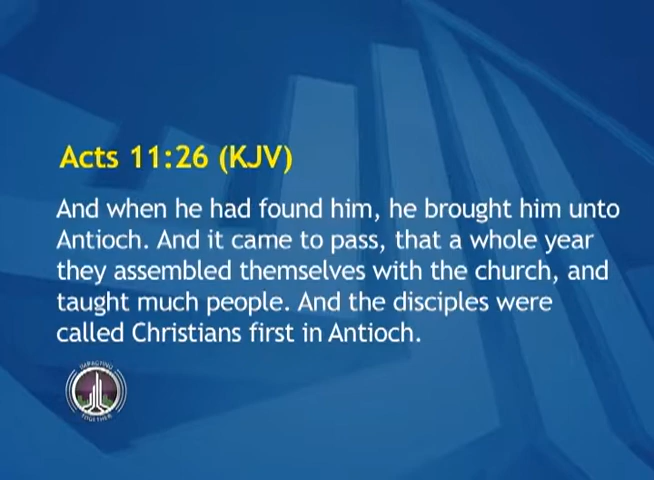 Acts 11:26 (KJV)
And when he had found him, he brought him unto
Antioch. And it came to pass, that a whole year
they assembled themselves with the church, and
taught much people. And the disciples were
called Christians first in Antioch.
IMPACTING
TOGETHER